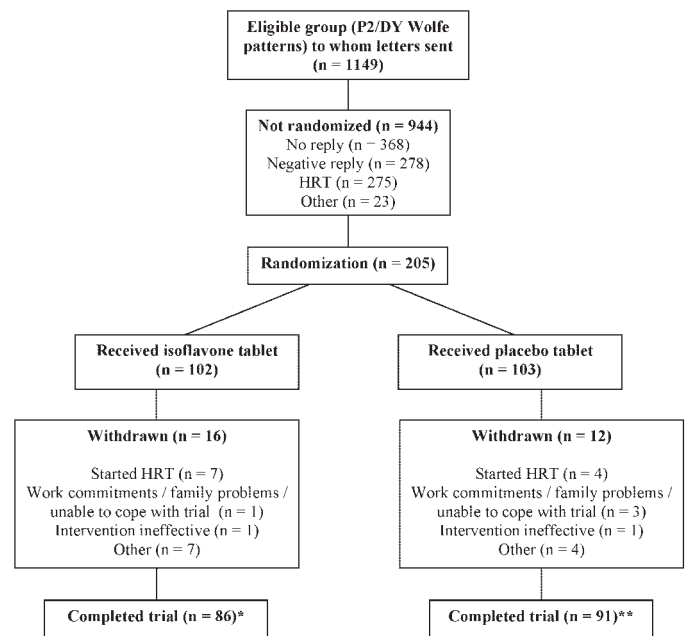 Eligible group (P2/DY Wolfe
patterns) to whom letters sent
(n = 1149)
Not randomized (n = 944)
No reply (n = 368)
Negative reply (n = 278)
HRT (n = 275)
Other (n = 23)
Randomization (n = 205)
Received isoflavone tablet
(n = 102)
Received placebo tablet
(n = 103)
Withdrawn (n = 16)
Started HRT (n = 7)
Work commitments / family problems /
unable to cope with trial (n = 1)
Intervention ineffective (n = 1)
Other (n = 7)
Withdrawn (n = 12)
Started HRT (n = 4)
Work commitments / family problems /
unable to cope with trial (n = 3)
Intervention ineffective (n = 1)
Other (n = 4)
Completed trial (n = 86)*
Completed trial (n = 91)**